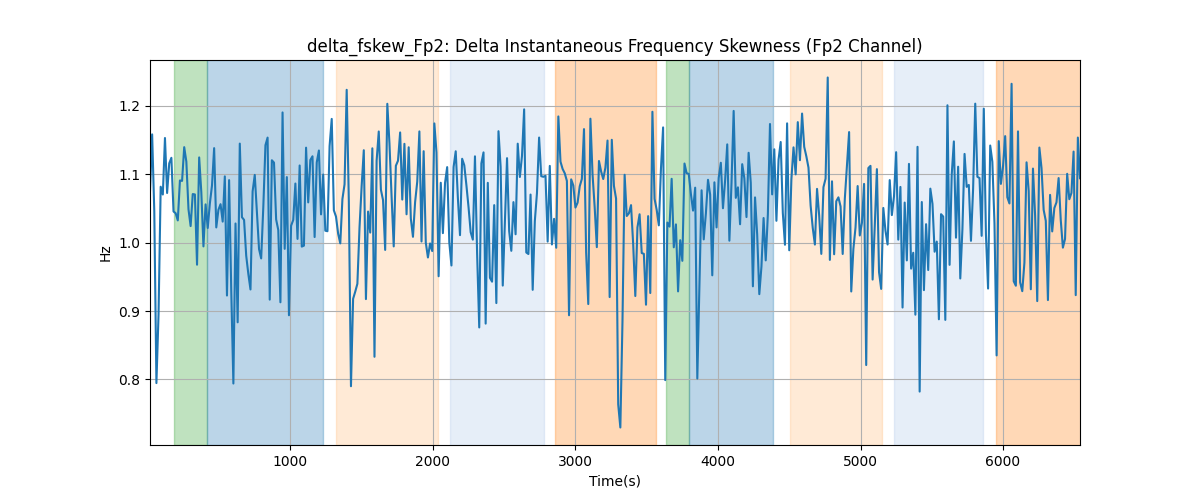 delta_fskew_Fp2: Delta Instantaneous Frequency Skewness (Fp2 Channel)
1.2
1.1
1.0
0.9
0.8
Hz
1000 2000 3000 4000 5000 6000
Time(s)